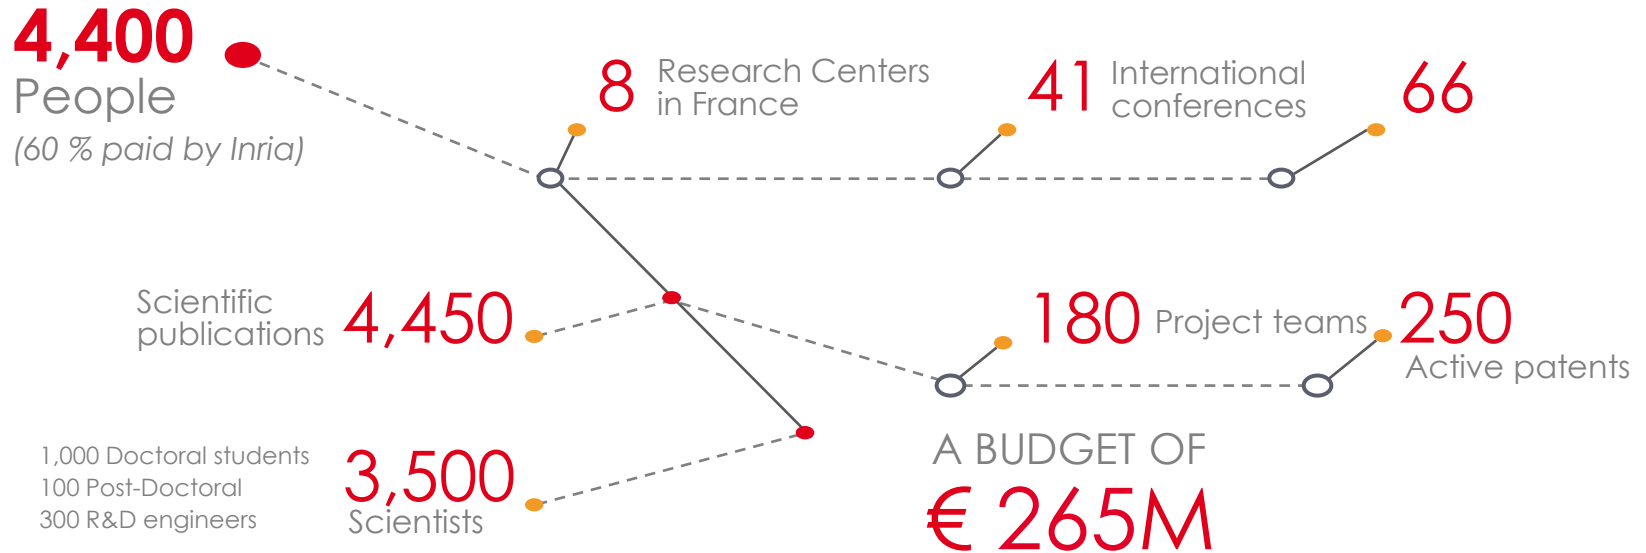 4,400
People
(60 % paid by Inria)
8
Research Centers
in France
41
International
conferences
66
Scientific
publications
4,450
180
Project teams
250
Active patents
1,000 Doctoral students
100 Post-Doctoral
300 R&D engineers
3,500
Scientists
A BUDGET OF
€ 265M